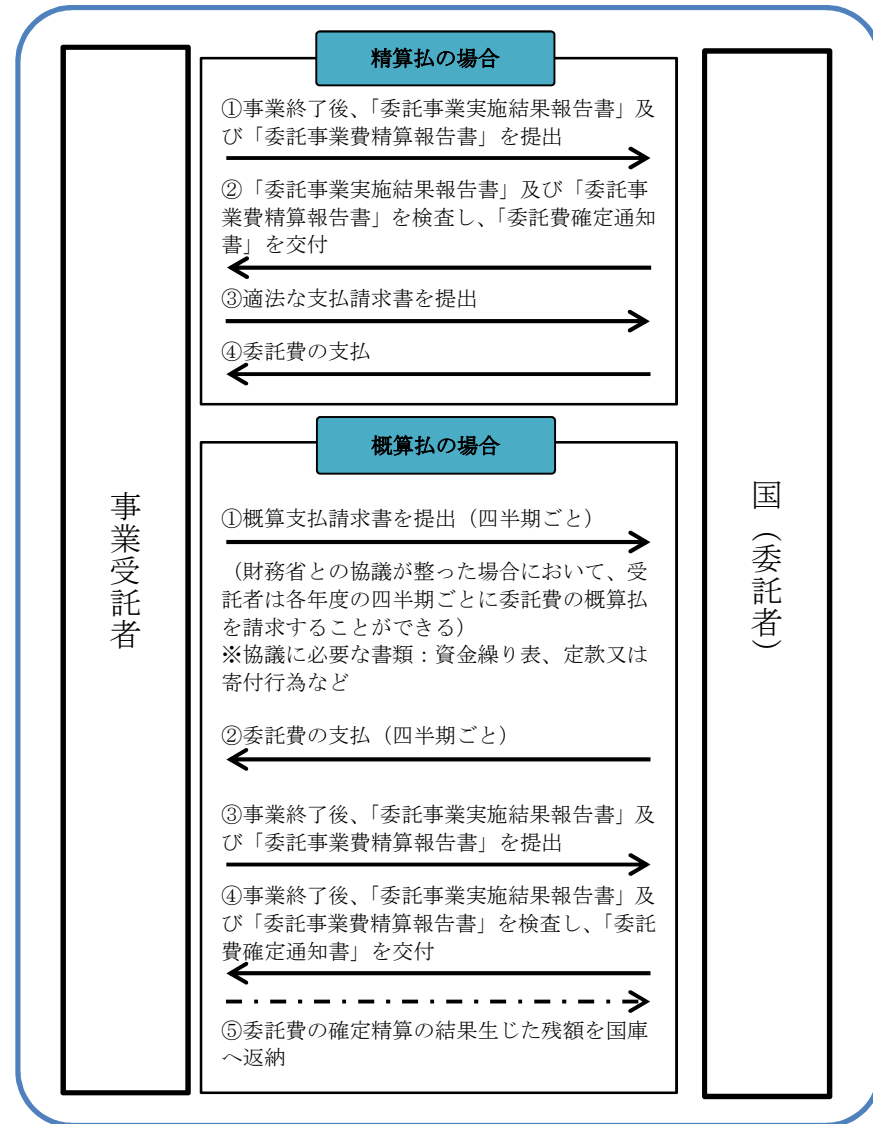 精算払の場合
①事業終了後、「委託事業実施結果報告書」及
び「委託事業費精算報告書」を提出
②「委託事業実施結果報告書」及び「委託事
業費精算報告書」を検査し、「委託費確定通知
書」を交付
③適法な支払請求書を提出
④委託費の支払
概算払の場合
①概算支払請求書を提出（四半期ごと）
（財務省との協議が整った場合において、受
託者は各年度の四半期ごとに委託費の概算払
を請求することができる）
※協議に必要な書類：資金繰り表、定款又は
寄付行為など
②委託費の支払（四半期ごと）
③事業終了後、「委託事業実施結果報告書」及
び「委託事業費精算報告書」を提出
④事業終了後、「委託事業実施結果報告書」及
び「委託事業費精算報告書」を検査し、「委託
費確定通知書」を交付
⑤委託費の確定精算の結果生じた残額を国庫
へ返納
事業受託者
国（委託者）